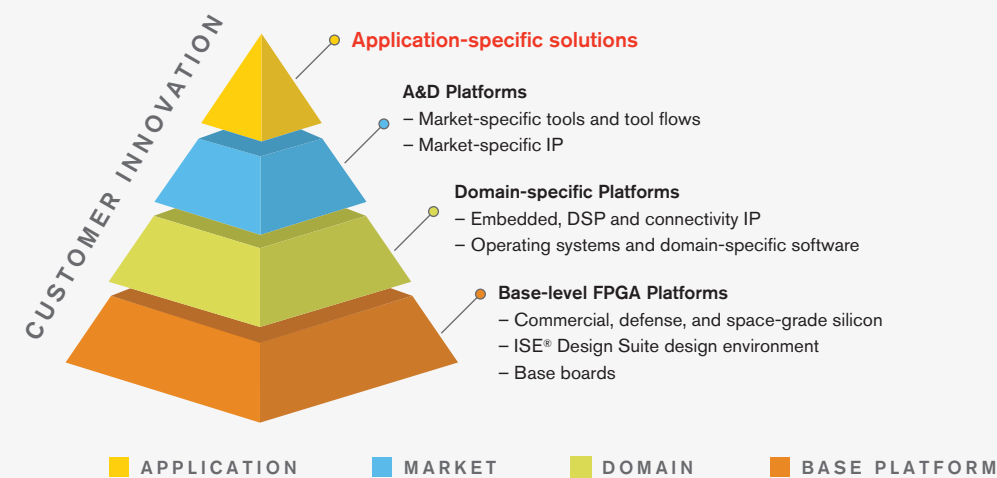 CUSTOMER INNOVATION
Application-specific solutions
A&D Platforms
– Market-specific tools and tool flows
– Market-specific IP
Domain-specific Platforms
– Embedded, DSP and connectivity IP
– Operating systems and domain-specific software
Base-level FPGA Platforms
– Commercial, defense, and space-grade silicon
– ISE® Design Suite design environment
– Base boards
APPLICATION MARKET DOMAIN BASE PLATFORM